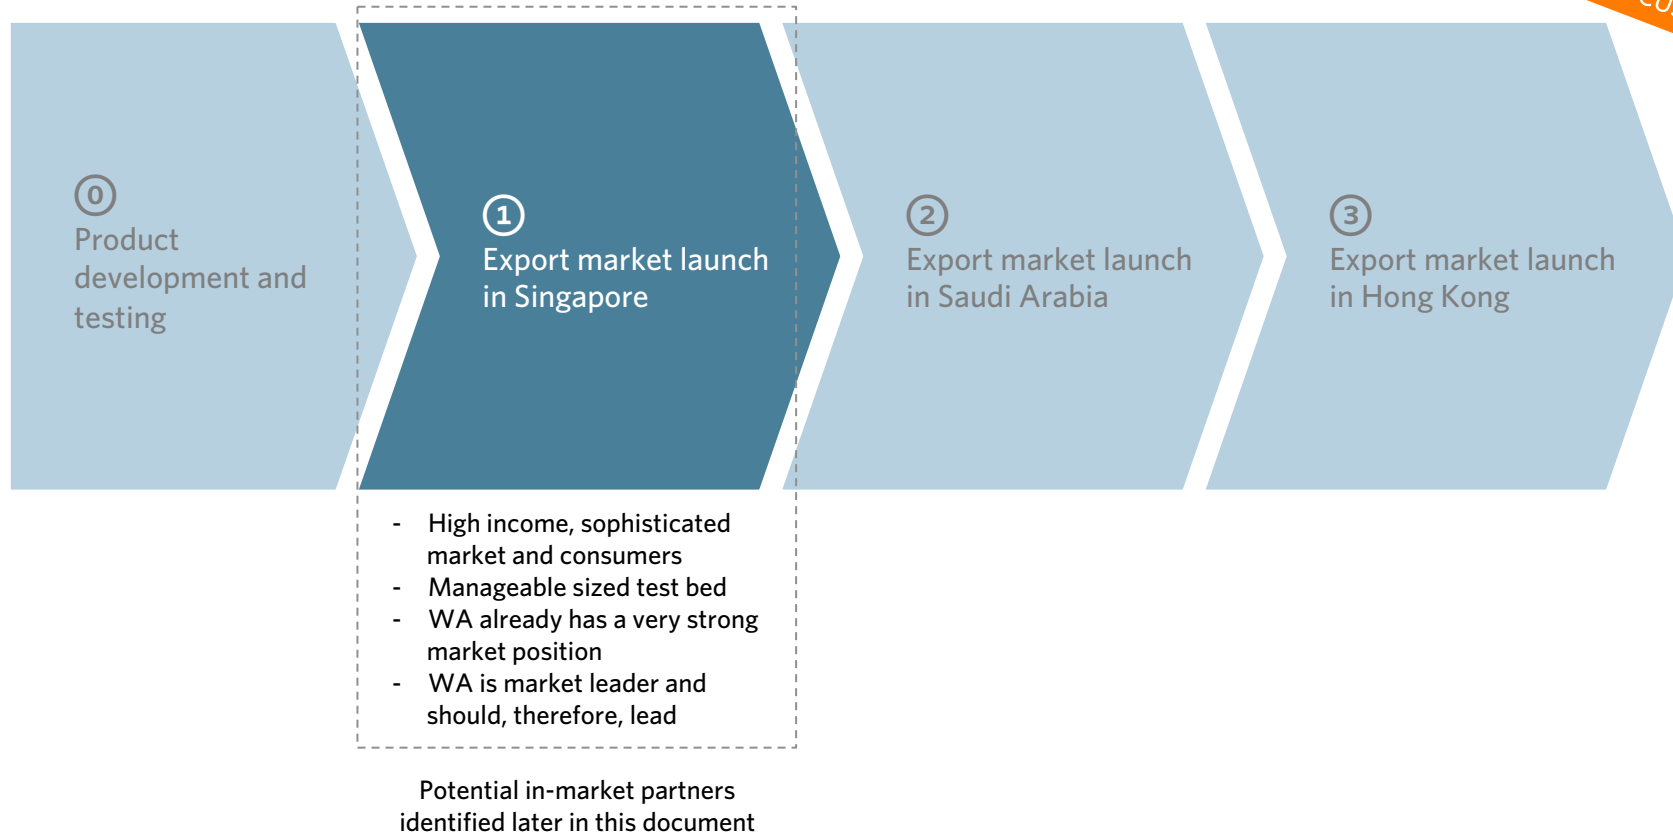 0
Product
development and
testing
1
Export market launch
in Singapore
2
Export market launch
in Saudi Arabia
3
Export market launch
in Hong Kong
- High income, sophisticated
market and consumers
- Manageable sized test bed
- WA already has a very strong
market position
- WA is market leader and
should, therefore, lead
Potential in-market partners
identified later in this document